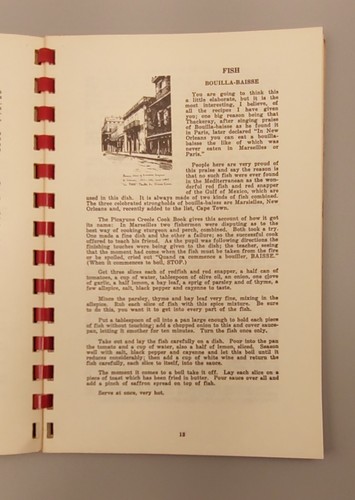 FISH
BOUILLA-BAISSE
You are going to think this
a little elaborate, but it is the
most interesting, I believe, of
all the recipes I have given
you; one big reason being that
Thackeray, after singing praise
of Bouilla-baisse as he found it
in Paris, later declared "In New
Orleans you can eat a bouilla-
baisse the like of which was
never eaten in Marseilles or
Paris."
People here are very proud of
this praise and say the reason is
that no such fish were ever found
in the Mediterranean as the won-
derful red fish and red snapper
of the Gulf of Mexico, which are
used in this dish. It is always made of two kinds of fish combined.
The three celebrated strongholds of bouilla-baisse are Marseilles, New
Orleans and, recently added to the list, Cape Town.
The Picayune Creole Cook Book gives this account of how it got
its name: In Marseilles two fishermen were disputing as to the
best way of cooking sturgeon and perch, combined. Both took a try.
One made a fine dish and the other a failure; so the successful cook
offered to teach his friend. As the pupil was following directions the
finishing touches were being given to the dish; the teacher, seeing
that the moment had come when the fish must be taken from the fire
or be spoiled, cried out "Quand ca commence a bouiller, BAISSE."
(When it commences to boil, STOP.)
Get three slices each of redfish and red snapper, a half can of
tomatoes, a cup of water, tablespoon of olive oil, an onion, one clove
of garlic, a half lemon, a bay leaf, a sprig of parsley and of thyme, a
few allspice, salt, black pepper and cayonne to taste.
Mince the parsley, thyme and bay leaf very fine, mixing in the
allspice. Rub each slice of fish with this spice mixture. Be sure
to do this, you want it to get into every part of the fish.
Put a tablespoon of oil into a pan large enough to hold each piece
of fish without touching; add a chopped onion to this and cover sauce-
pan, letting it smother for ten minutes. Turn the fish once only.
Take out and lay the fish carefully on a dish. Pour into the pan
the tomato and a cup of water, also a half of lemon, sliced. Season
well with salt, black pepper and cayenne and let this boil until it
reduces considerably; then add a cup of white wine and return the
fish carefully, each slice to itself, into the sauce.
The moment it comes to a boil take it off. Lay each slice on a
piece of toast which has been fried in butter. Pour sauce over all and
add a pinch of saffron spread on top of fish.
Serve at once, very hot.
13